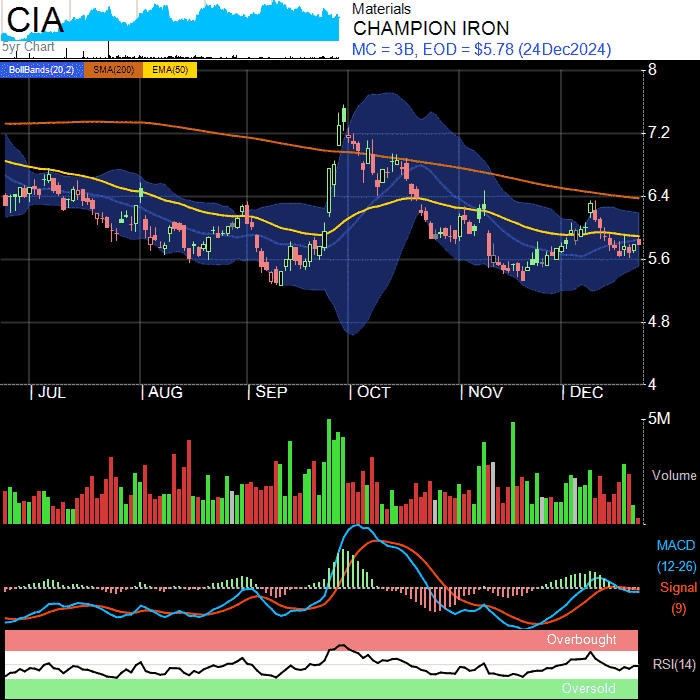 CIA
5yr Chart
Materials
CHAMPION IRON
MC = 3B, EOD = $5.78 (24Dec2024)
BollBands(20,2) SMA(200) EMA(50)
8
7.2
6.4
5.6
4.8
4
JUL AUG SEP OCT NOV DEC
5M
Volume
MACD
(12-26)
Signal
(9)
Overbought
RSI(14)
Oversold